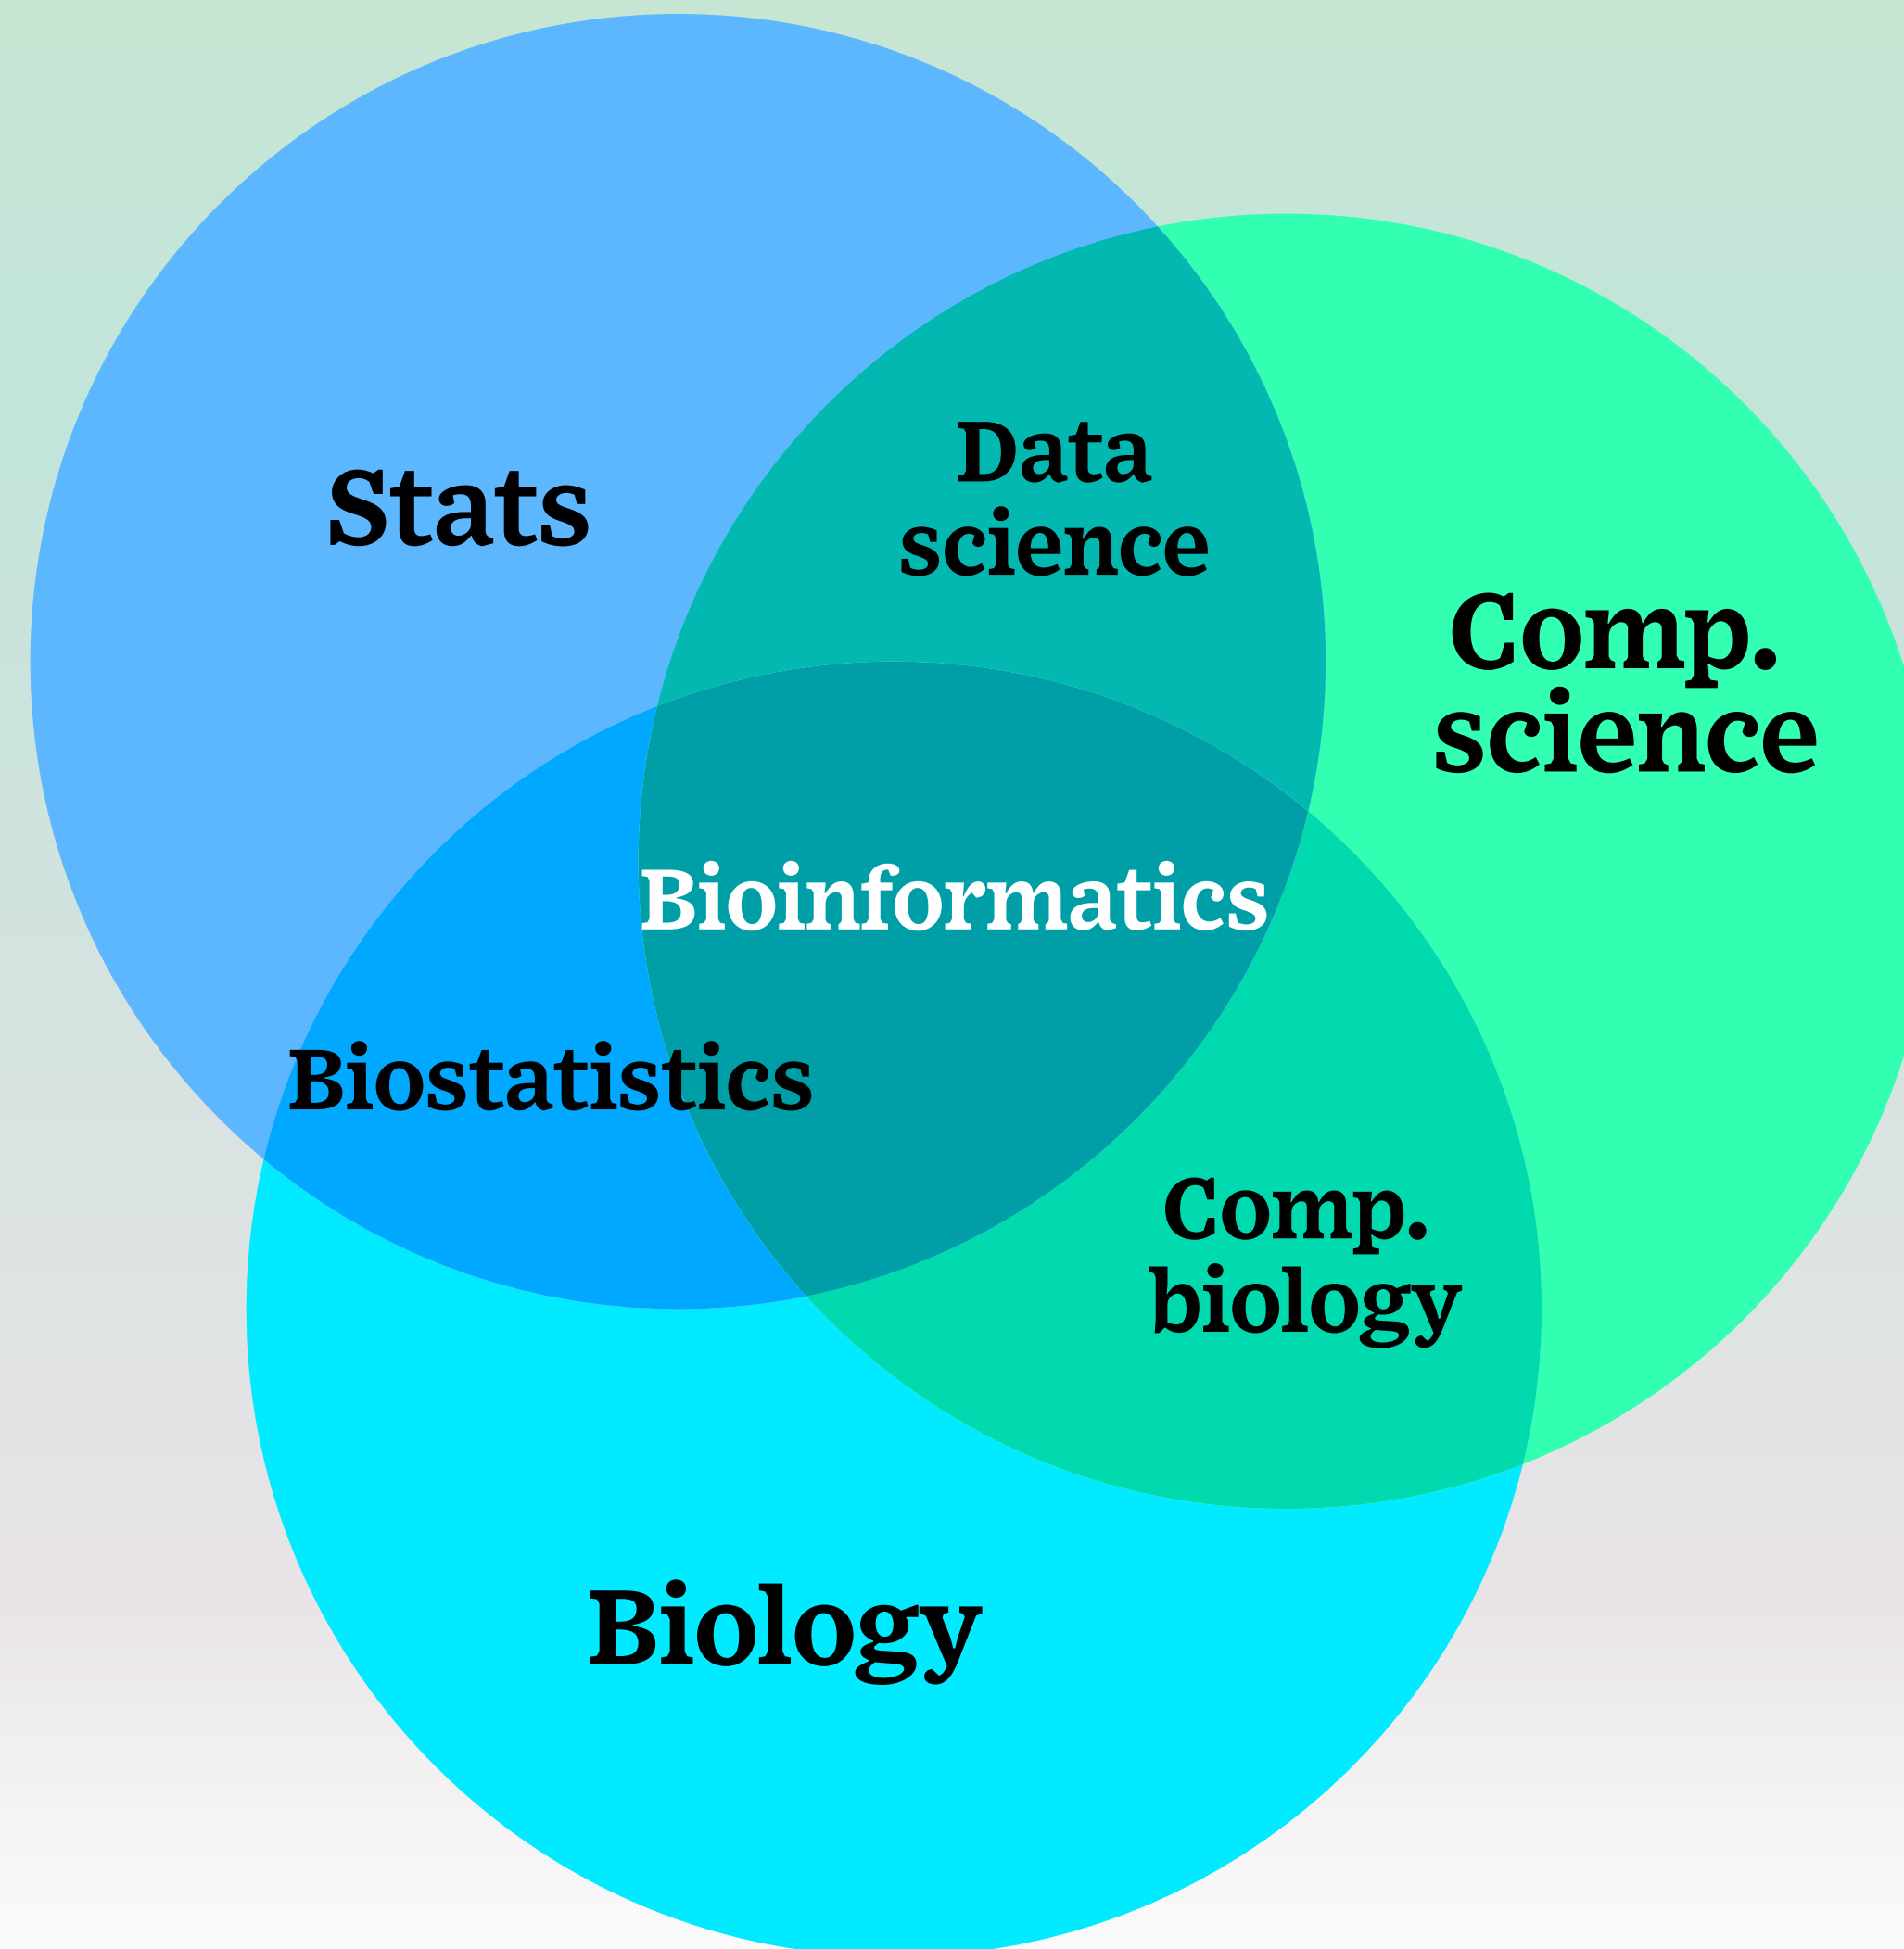 Stats
Data
science
Comp.
science
Bioinformatics
Biostatistics
Comp.
biology
Biology